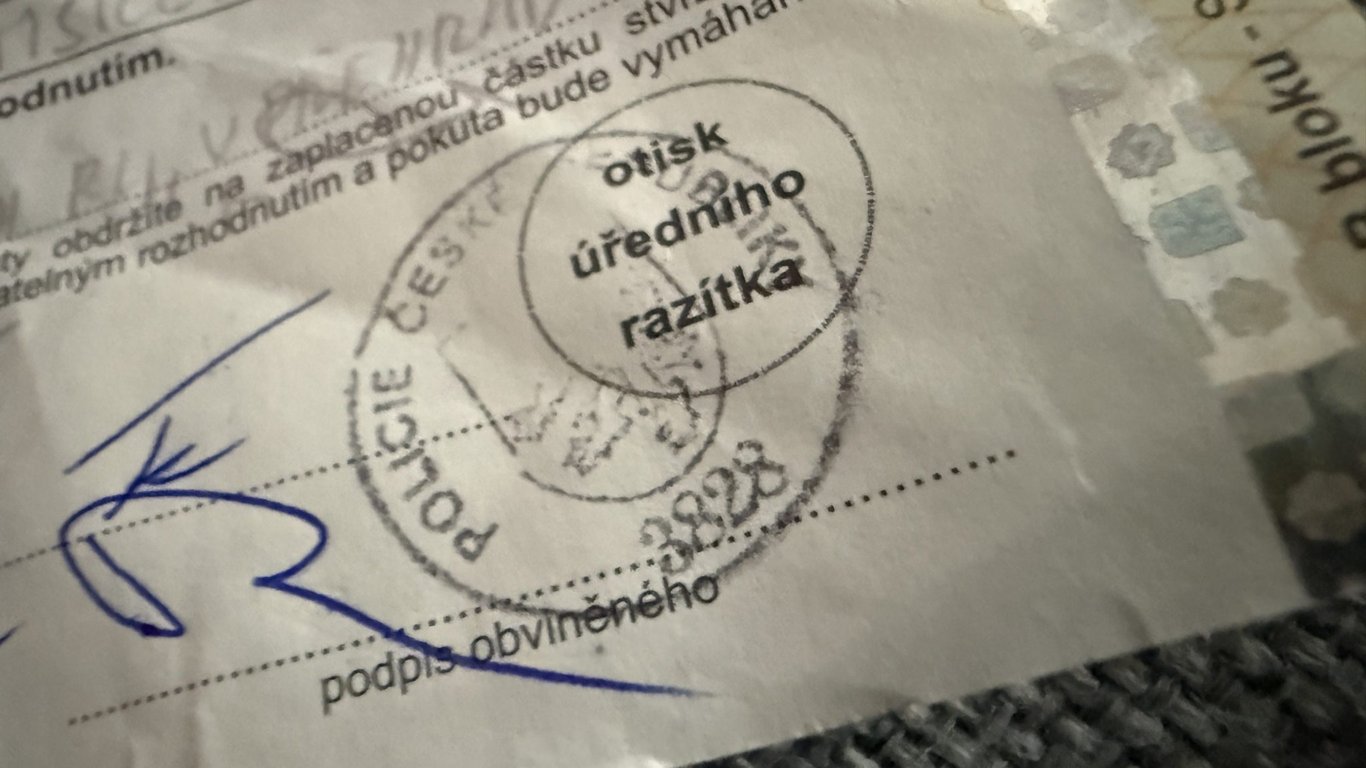 odnutím.
ty obdržíte na zaplacenou částku
atelným rozhodnutím a pokuta bude vymáhán
otisk
úředního
razítka
POLICIE ČESKÉ
3828
podpis obviněného
a bloku -